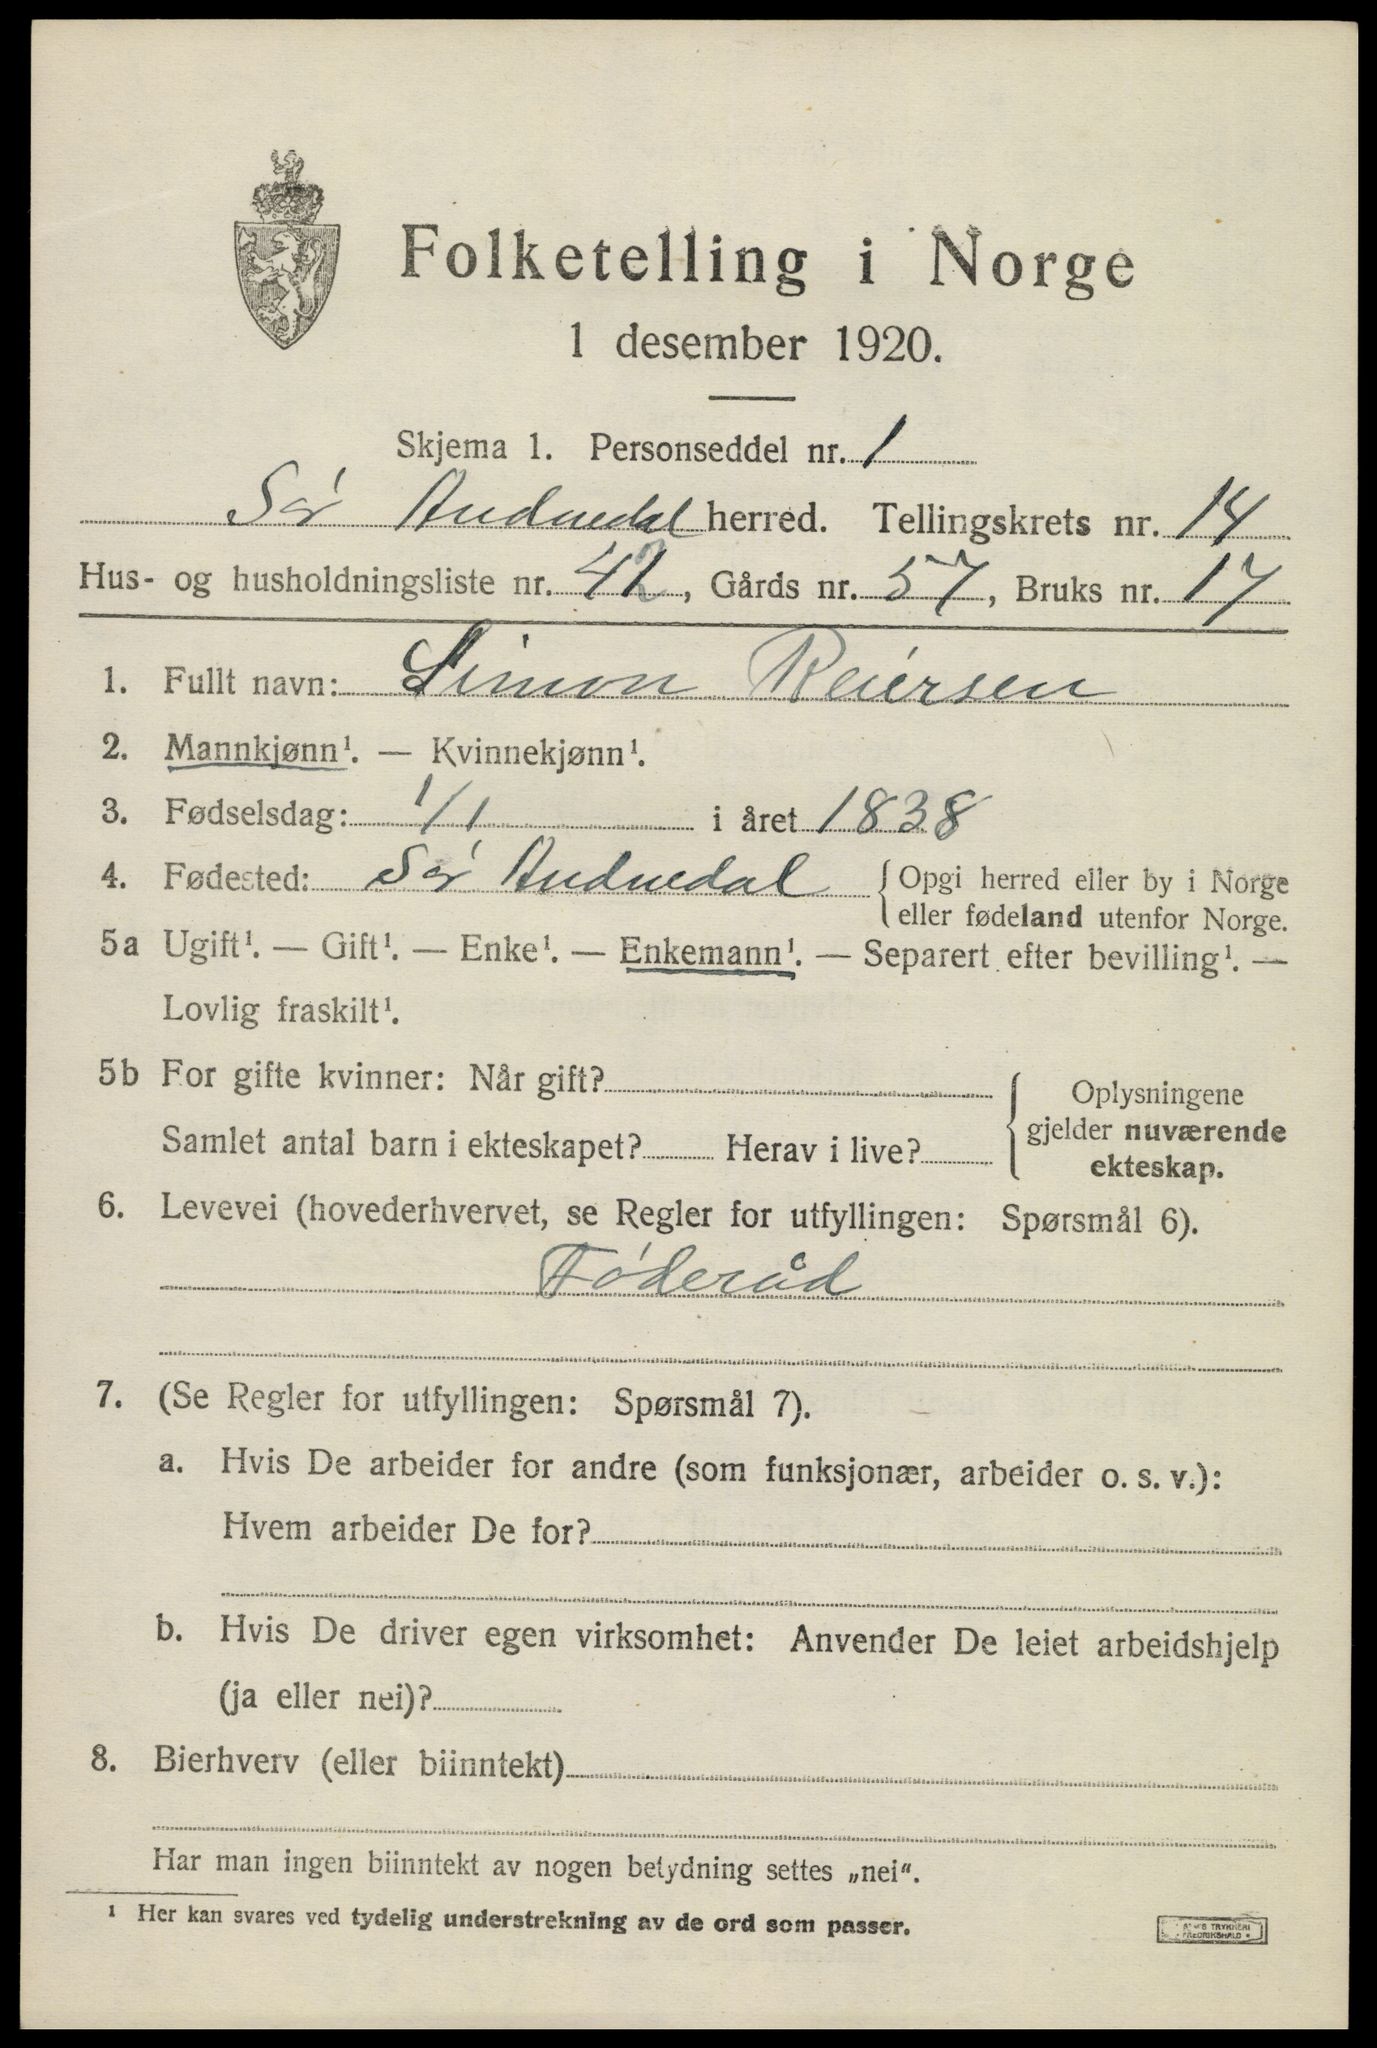 Folketelling i Norge
1 desember 1920.
Skjema 1. Personseddel nr. 1
Sør Audnedal herred. Tellingskrets nr. 14
Hus- og husholdningsliste nr. 42, Gårds nr. 57, Bruks nr. 17
1. Fullt navn: Simon Reiersen
2. Mannkjønn¹. — Kvinnekjønn¹.
3. Fødselsdag: 1/1 i året 1838
4. Fødested: Sør Audnedal { Opgi herred eller by i Norge
eller fødeland utenfor Norge.
5a Ugift¹. — Gift¹. — Enke¹. — Enkemann¹. — Separert efter bevilling¹. —
Lovlig fraskilt¹.
5b For gifte kvinner: Når gift? { Oplysningene
gjelder nuværende
ekteskap.
Samlet antal barn i ekteskapet? Herav i live?
6. Levevei (hovederhvervet, se Regler for utfyllingen: Spørsmål 6).
Føderåd
7. (Se Regler for utfyllingen: Spørsmål 7).
a. Hvis De arbeider for andre (som funksjonær, arbeider o. s. v.):
Hvem arbeider De for?
b. Hvis De driver egen virksomhet: Anvender De leiet arbeidshjelp
(ja eller nei)?
8. Bierhverv (eller biinntekt)
Har man ingen biinntekt av nogen betydning settes „nei“.
¹ Her kan svares ved tydelig understrekning av de ord som passer.
TRYKKERI
FREDRIKSHALD